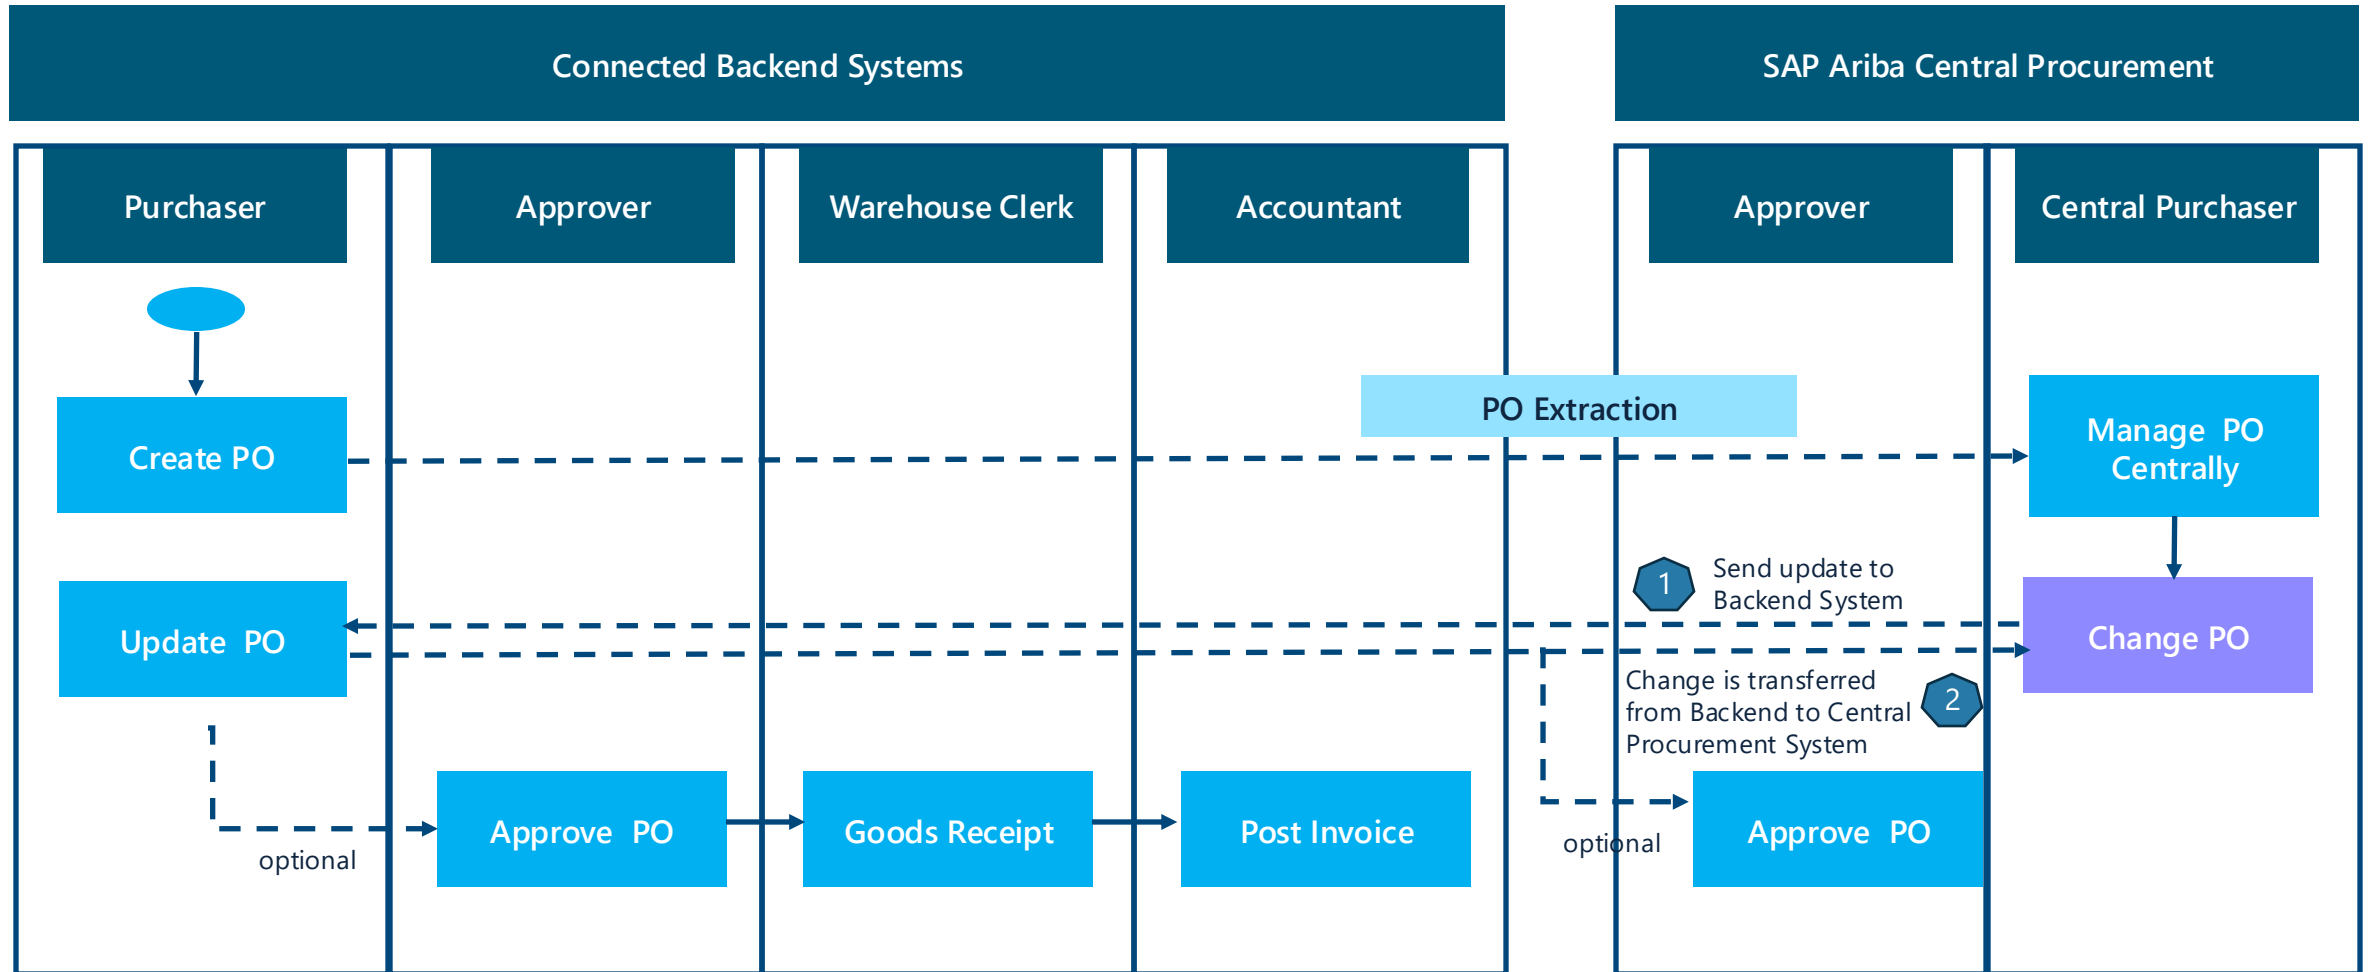 Connected Backend Systems
SAP Ariba Central Procurement
Purchaser
Approver
Warehouse Clerk
Accountant
Approver
Central Purchaser
PO Extraction
Create PO
Manage PO
Centrally
1
Send update to
Backend System
Update PO
Change PO
Change is transferred
from Backend to Central
Procurement System
2
Approve PO
Goods Receipt
Post Invoice
Approve PO
optional
optional